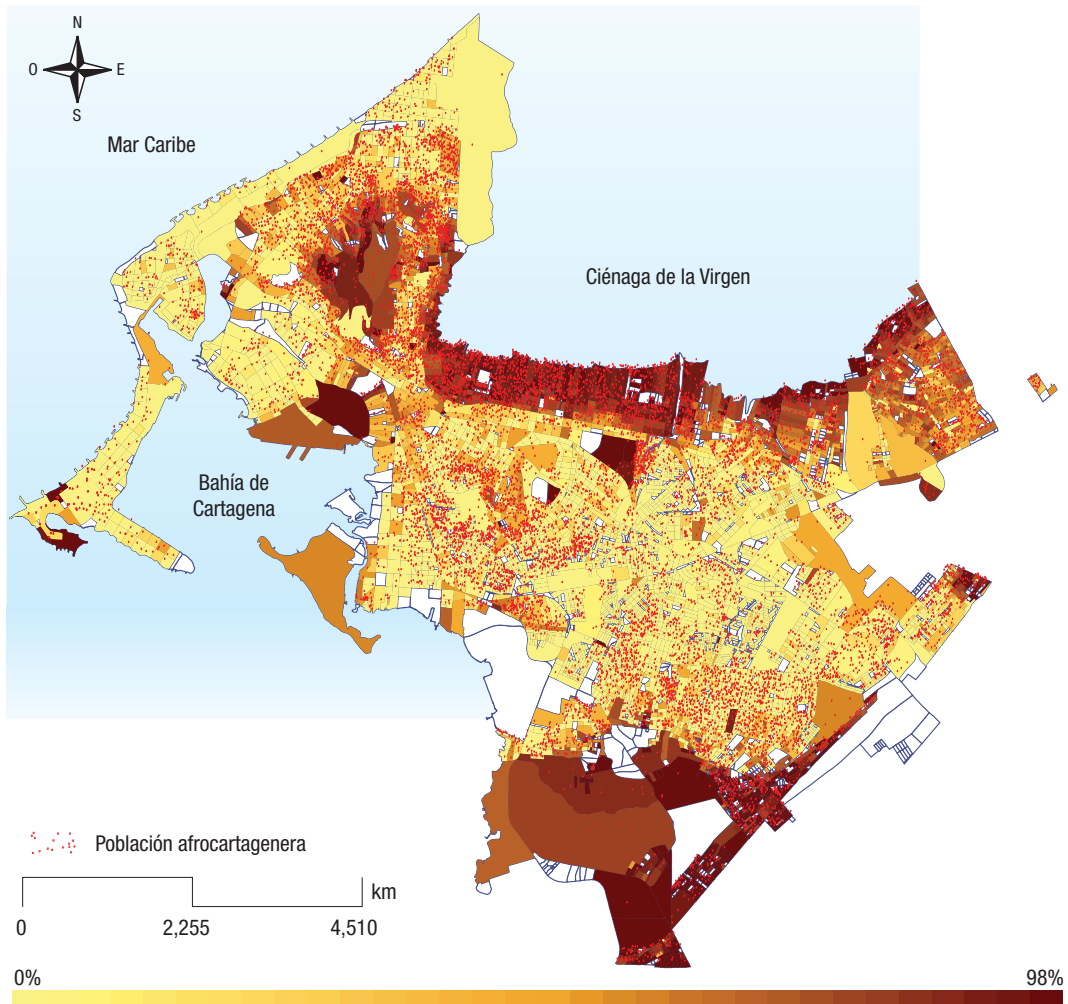 N
O
E
S
Mar Caribe
Ciénaga de la Virgen
Bahía de
Cartagena
Población afrocartagenera
km
0
2,255
4,510
0%
98%